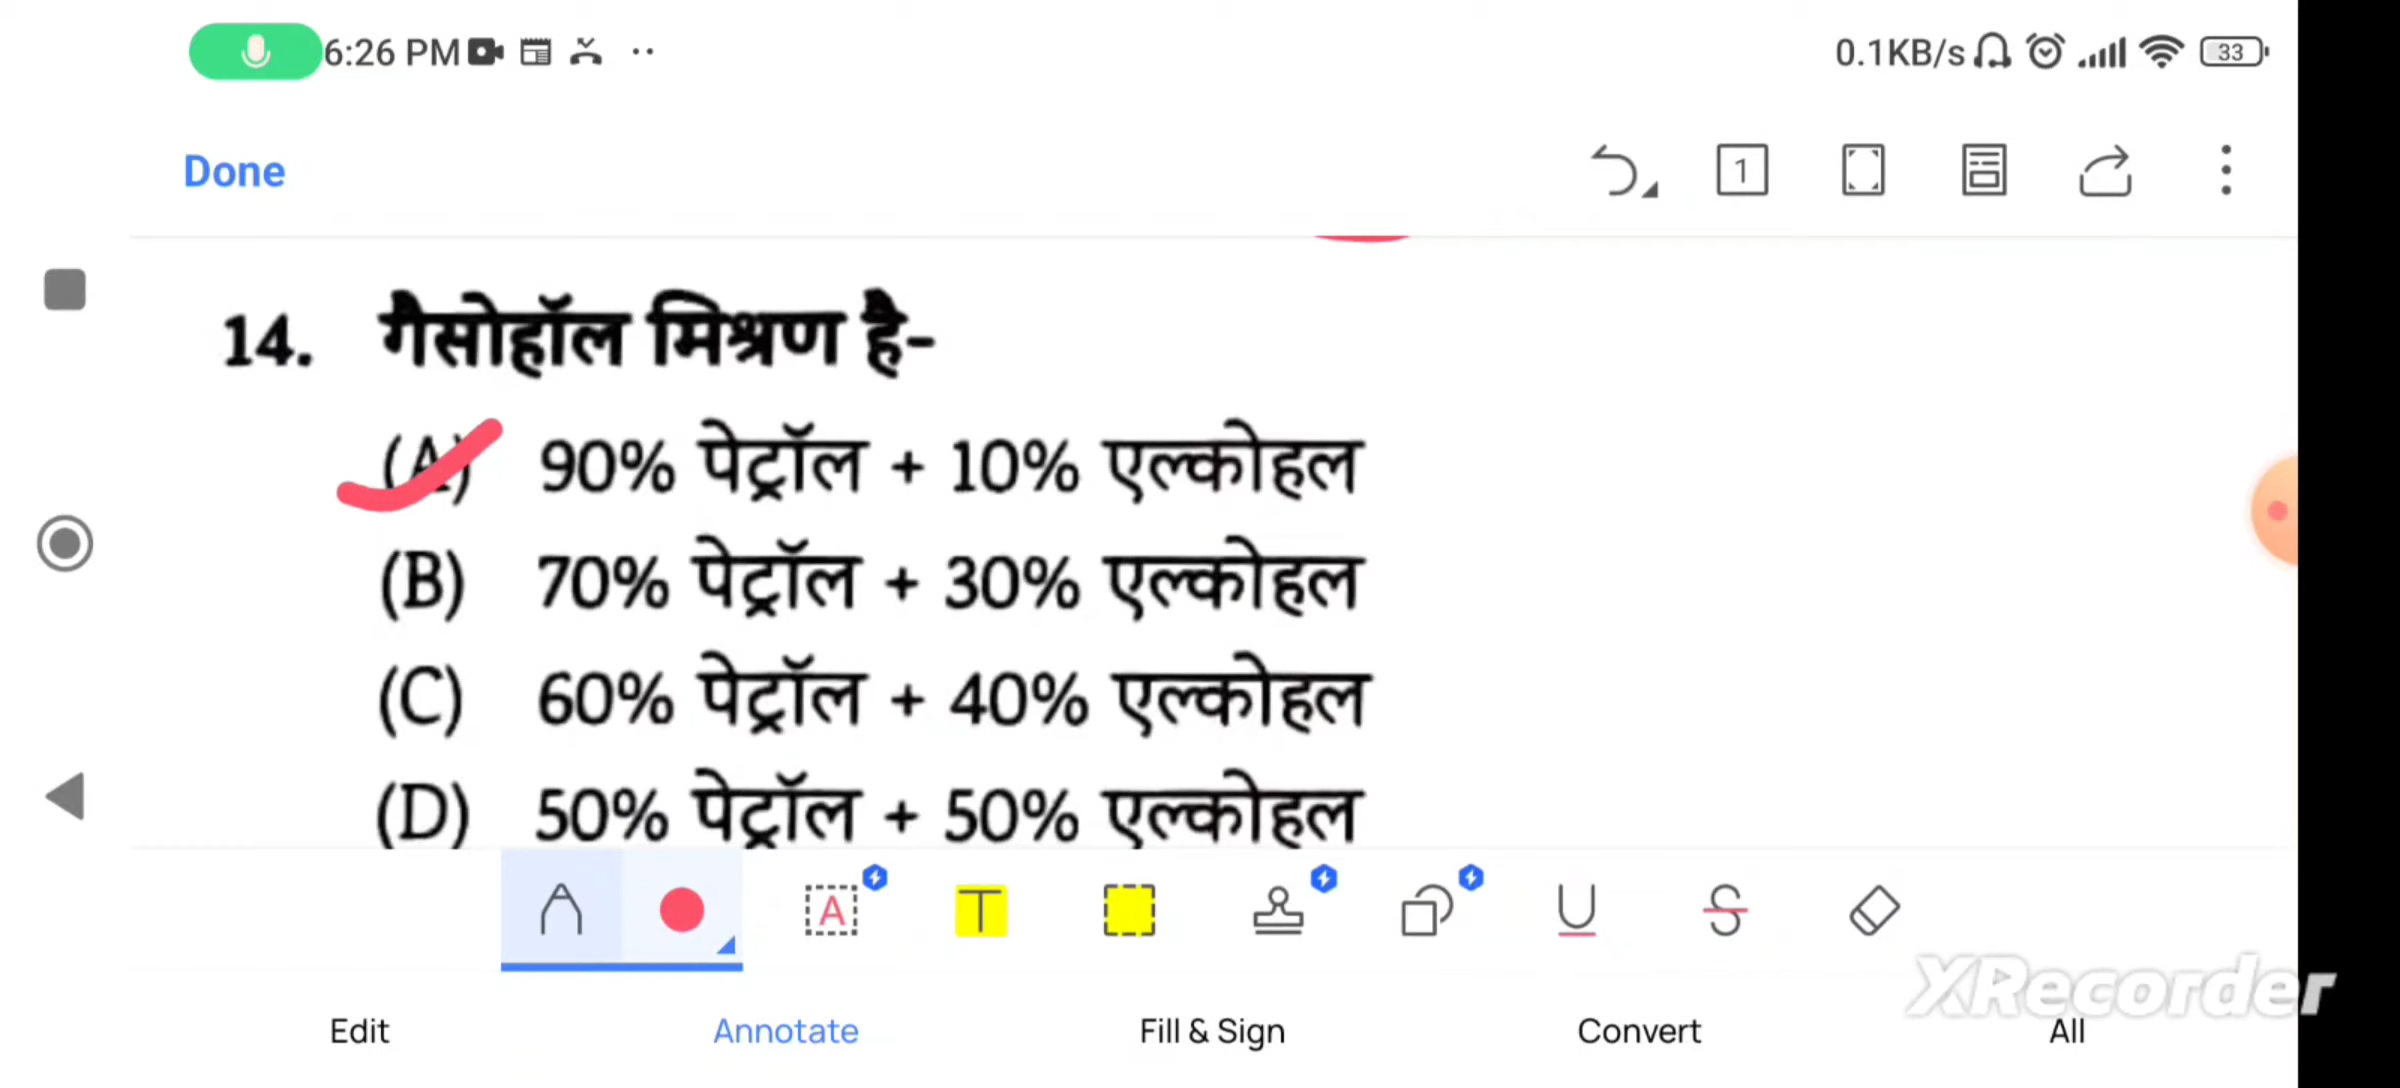 6:26 PM
0.1KB/s
33
Done
1
14. गैसोहॉल मिश्रण है-
(A) 90% पेट्रॉल + 10% एल्कोहल
(B) 70% पेट्रॉल + 30% एल्कोहल
(C) 60% पेट्रॉल + 40% एल्कोहल
(D) 50% पेट्रॉल + 50% एल्कोहल
XRecorder
Edit Annotate Fill & Sign Convert All